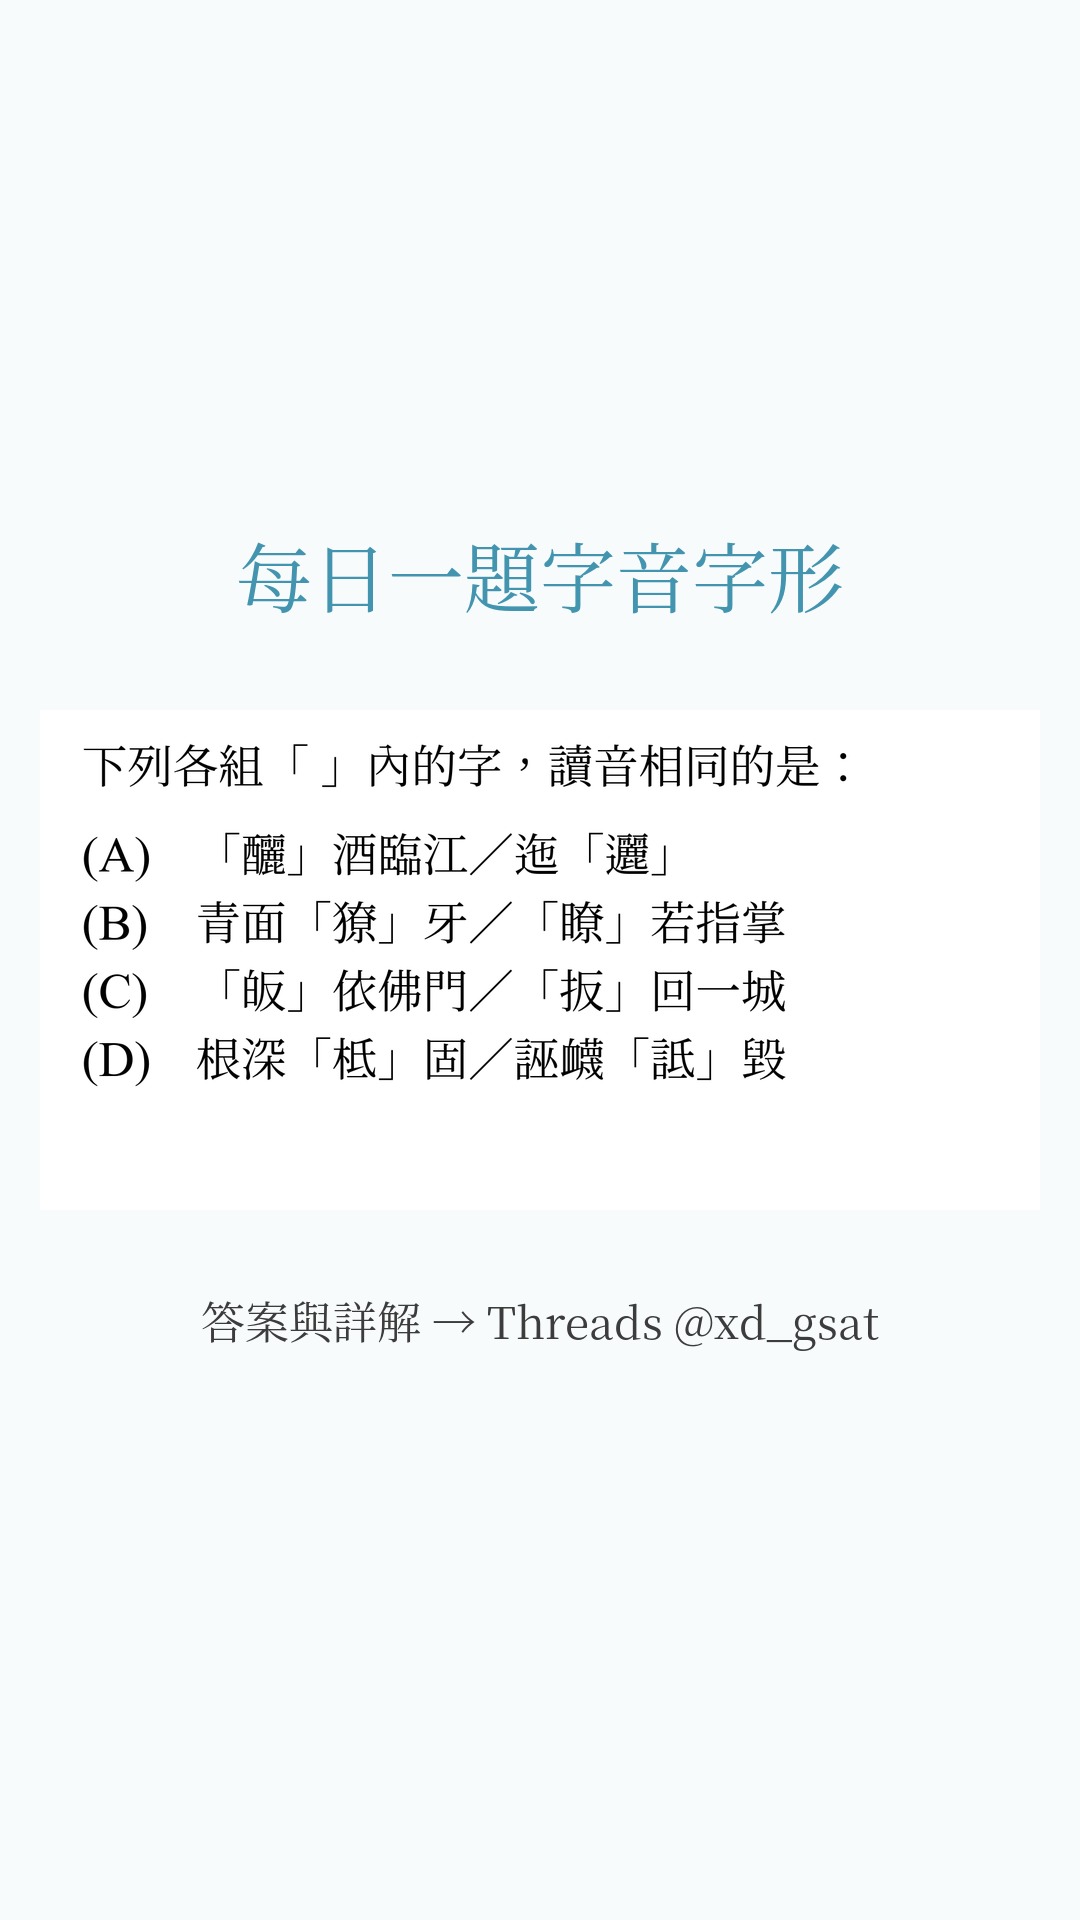 每日一題字音字形
下列各組「 」內的字，讀音相同的是：
(A) 「釃」酒臨江／迤「邐」
(B) 青面「獠」牙／「瞭」若指掌
(C) 「皈」依佛門／「扳」回一城
(D) 根深「柢」固／誣衊「詆」毀
答案與詳解 → Threads @xd_gsat